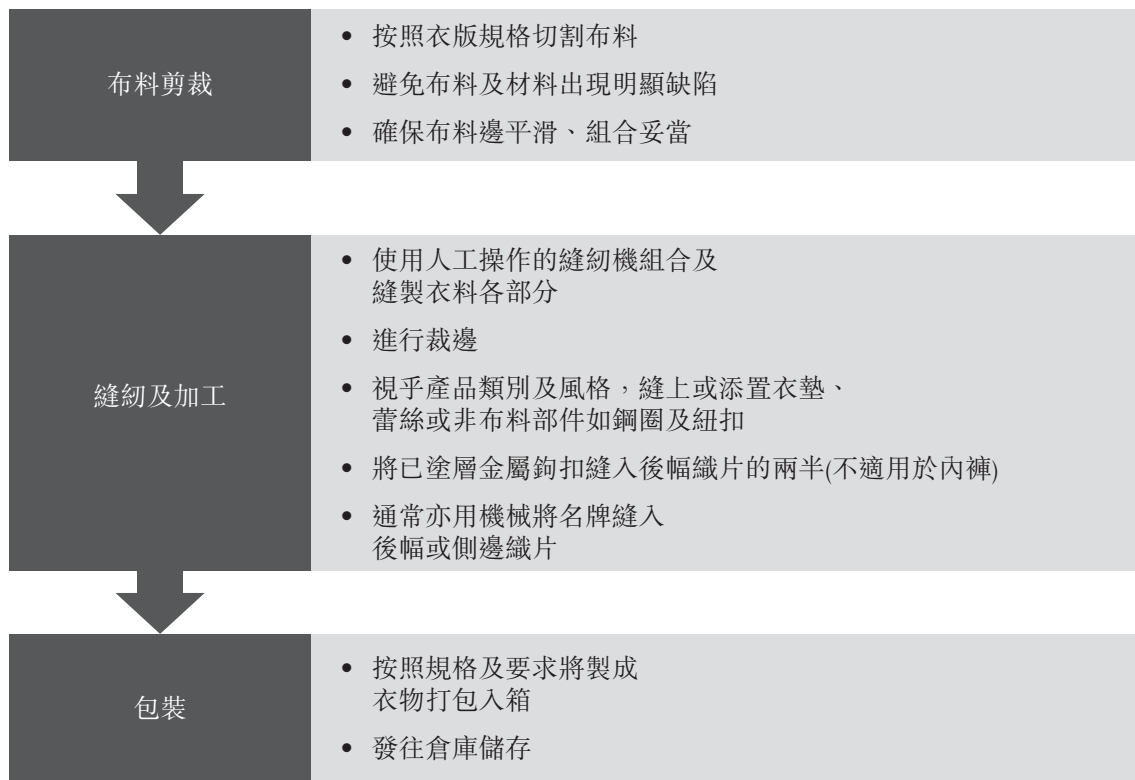 布料剪裁
• 按照衣版規格切割布料
• 避免布料及材料出現明顯缺陷
• 確保布料邊平滑、組合妥當
縫紉及加工
• 使用人工操作的縫紉機組合及
縫製衣料各部分
• 進行裁邊
• 視乎產品類別及風格，縫上或添置衣墊、
蕾絲或非布料部件如鋼圈及紐扣
• 將已塗層金屬鉤扣縫入後幅織片的兩半(不適用於內褲)
• 通常亦用機械將名牌縫入
後幅或側邊織片
包裝
• 按照規格及要求將製成
衣物打包入箱
• 發往倉庫儲存